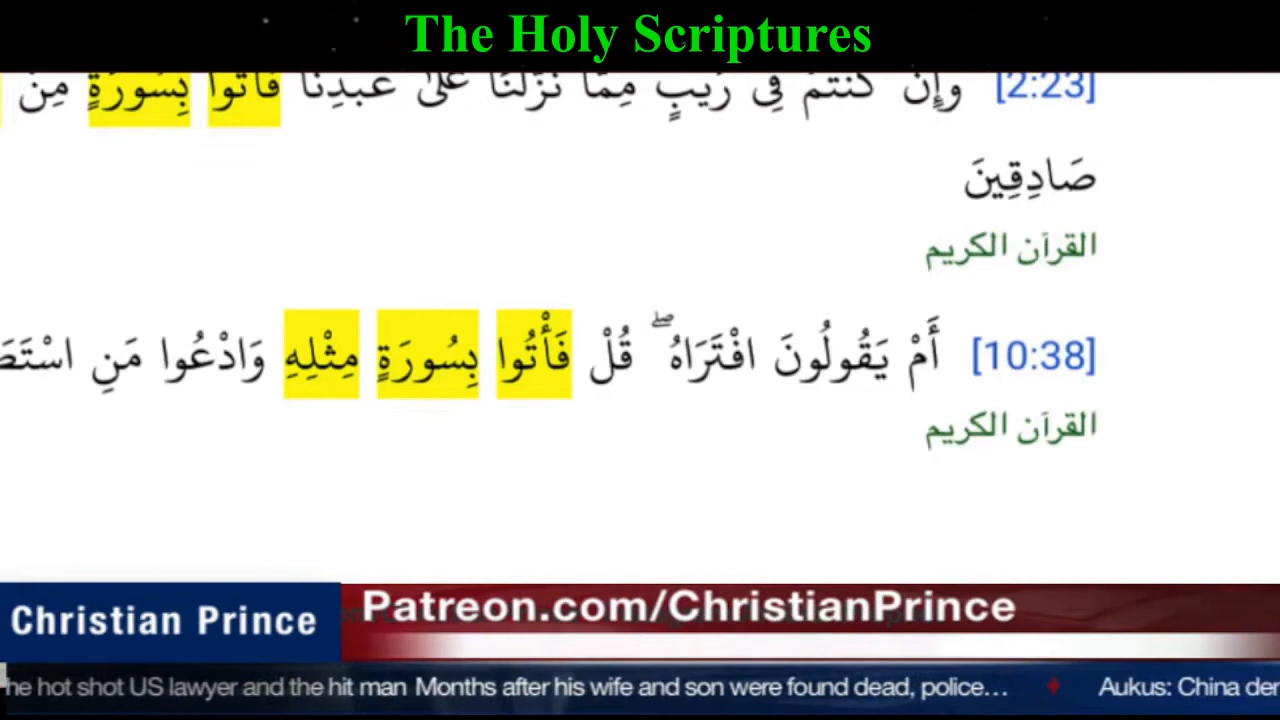 The Holy Scriptures
[2:23] وَإِن كُنتُمْ فِي رَيْبٍ مِّمَّا نَزَّلْنَا عَلَىٰ عَبْدِنَا فَأْتُوا بِسُورَةٍ مِّن
صَادِقِينَ
القرآن الكريم
[10:38] أَمْ يَقُولُونَ افْتَرَاهُ ۖ قُلْ فَأْتُوا بِسُورَةٍ مِثْلِهِ وَادْعُوا مَنِ
القرآن الكريم
Patreon.com/ChristianPrince
Christian Prince
he hot shot US lawyer and the hit man Months after his wife and son were found dead, police... Aukus: China